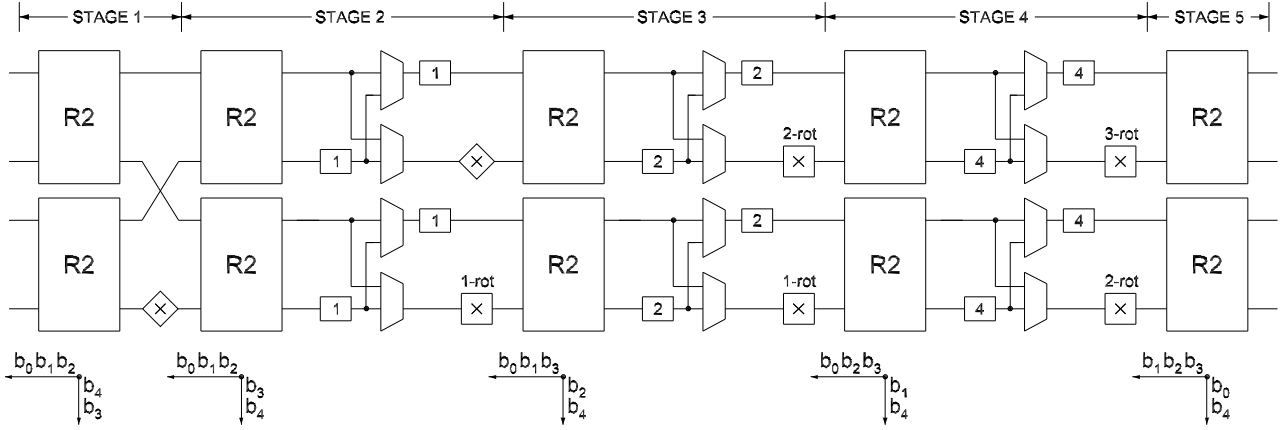 STAGE 1 STAGE 2 STAGE 3 STAGE 4 STAGE 5
R2 R2 1 R2 2 R2 4 R2
2-rot 3-rot
1 × 2 × 4 ×
R2 R2 1 R2 2 R2 4 R2
1-rot 1-rot 2-rot
× 1 × 2 × 4 ×
b₀b₁b₂ b₀b₁b₂ b₀b₁b₃ b₀b₂b₃ b₁b₂b₃
b₄ b₃ b₂ b₁ b₀
b₃ b₄ b₄ b₄ b₄